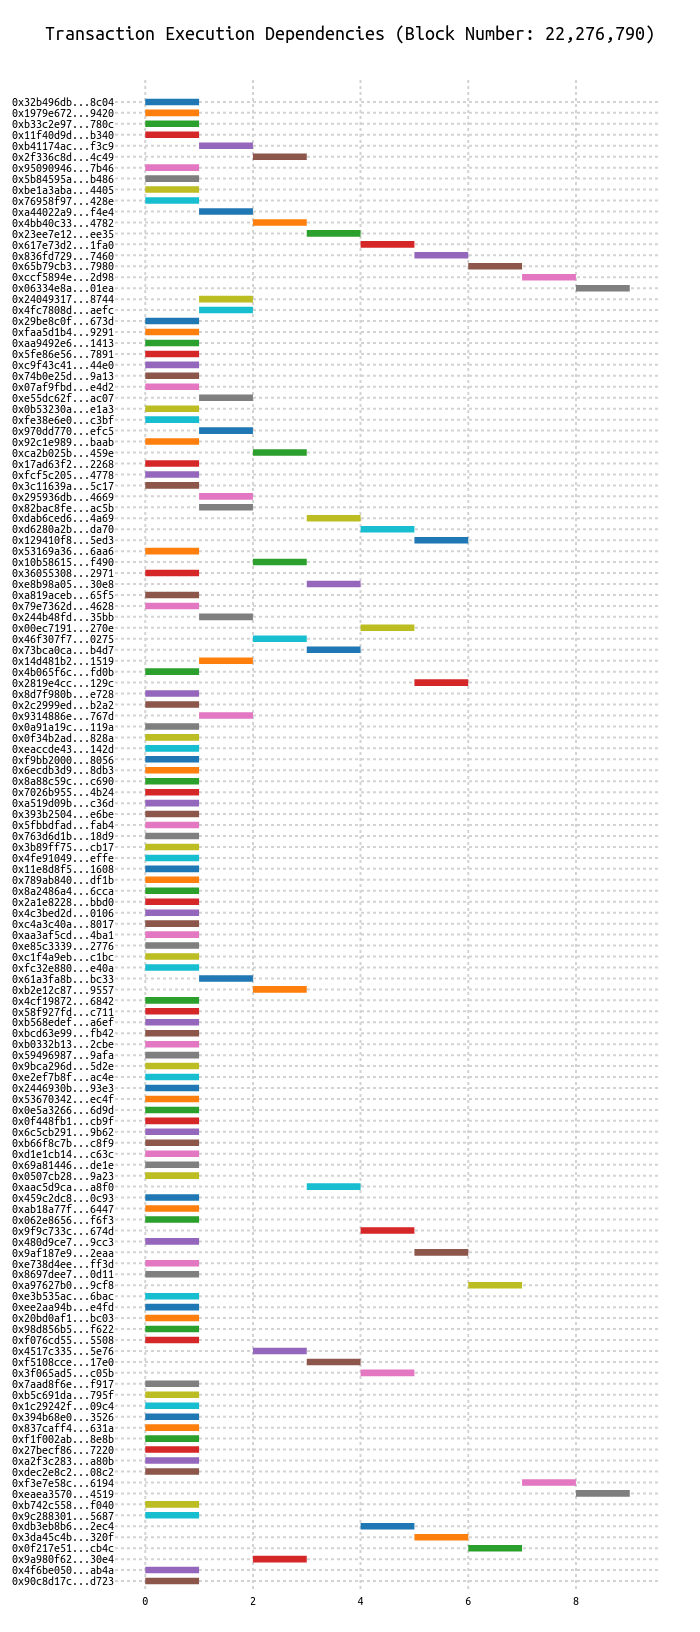 Transaction Execution Dependencies (Block Number: 22,276,790)
0x32b496db...8c04
0x1979e672...9420
0xb33c2e97...780c
0x11f40d9d...b340
0xb41174ac...f3c9
0x2f336c8d...4c49
0x95090946...7b46
0x5b84595a...b486
0xbe1a3aba...4405
0x76958f97...428e
0xa44022a9...f4e4
0x4bb40c33...4782
0x23ee7e12...ee35
0x617e73d2...1fa0
0x836fd729...7460
0x65b79cb3...7980
0xccf5894e...2d98
0x06334e8a...01ea
0x24049317...8744
0x4fc7808d...aefc
0x29be8c0f...673d
0xfaa5d1b4...9291
0xaa9492e6...1413
0x5fe86e56...7891
0xc9f43c41...44e0
0x74b0e25d...9a13
0x07af9fbd...e4d2
0xe55dc62f...ac07
0x0b53230a...e1a3
0xfe38e6e0...c3bf
0x970dd770...efc5
0x92c1e989...baab
0xca2b025b...459e
0x17ad63f2...2268
0xfcf5c205...4778
0x3c11639a...5c17
0x295936db...4669
0x82bac8fe...ac5b
0xdab6ced6...4a69
0xd6280a2b...da70
0x129410f8...5ed3
0x53169a36...6aa6
0x10b58615...f490
0x36055308...2971
0xe8b98a05...30e8
0xa819aceb...65f5
0x79e7362d...4628
0x244b48fd...35bb
0x00ec7191...270e
0x46f307f7...0275
0x73bca0ca...b4d7
0x14d481b2...1519
0x4b065f6c...fd0b
0x2819e4cc...129c
0x8d7f980b...e728
0x2c2999ed...b2a2
0x9314886e...767d
0x0a91a19c...119a
0x0f34b2ad...828a
0xeaccde43...142d
0xf9bb2000...8056
0x6ecdb3d9...8db3
0x8a88c59c...c690
0x7026b955...4b24
0xa519d09b...c36d
0x393b2504...e6be
0x5fbbdfad...fab4
0x763d6d1b...18d9
0x3b89ff75...cb17
0x4fe91049...effe
0x11e8d8f5...1608
0x789ab840...df1b
0x8a2486a4...6cca
0x2a1e8228...bbd0
0x4c3bed2d...0106
0xc4a3c40a...8017
0xaa3af5cd...4ba1
0xe85c3339...2776
0xc1f4a9eb...c1bc
0xfc32e880...e40a
0x61a3fa8b...bc33
0xb2e12c87...9557
0x4cf19872...6842
0x58f927fd...c711
0xb568edef...a6ef
0xbcd63e99...fb42
0xb0332b13...2cbe
0x59496987...9afa
0x9bca296d...5d2e
0xe2ef7b8f...ac4e
0x2446930b...93e3
0x53670342...ec4f
0x0e5a3266...6d9d
0x0f448fb1...cb9f
0x6c5cb291...9b62
0xb66f8c7b...c8f9
0xd1e1cb14...c63c
0x69a81446...de1e
0x0507cb28...9a23
0xaac5d9ca...a8f0
0x459c2dc8...0c93
0xab18a77f...6447
0x062e8656...f6f3
0x9f9c733c...674d
0x480d9ce7...9cc3
0x9af187e9...2eaa
0xe738d4ee...ff3d
0x8697dee7...0d11
0xa97627b0...9cf8
0xe3b535ac...6bac
0xee2aa94b...e4fd
0x20bd0af1...bc03
0x98d856b5...f622
0xf076cd55...5508
0x4517c335...5e76
0xf5108cce...17e0
0x3f065ad5...c05b
0x7aad8f6e...f917
0xb5c691da...795f
0x1c29242f...09c4
0x394b68e0...3526
0x837caff4...631a
0xf1f002ab...8e8b
0x27becf86...7220
0xa2f3c283...a80b
0xdec2e8c2...08c2
0xf3e7e58c...6194
0xeaea3570...4519
0xb742c558...f040
0x9c288301...5687
0xdb3eb8b6...2ec4
0x3da45c4b...320f
0x0f217e51...cb4c
0x9a980f62...30e4
0x4f6be050...ab4a
0x90c8d17c...d723
0 2 4 6 8